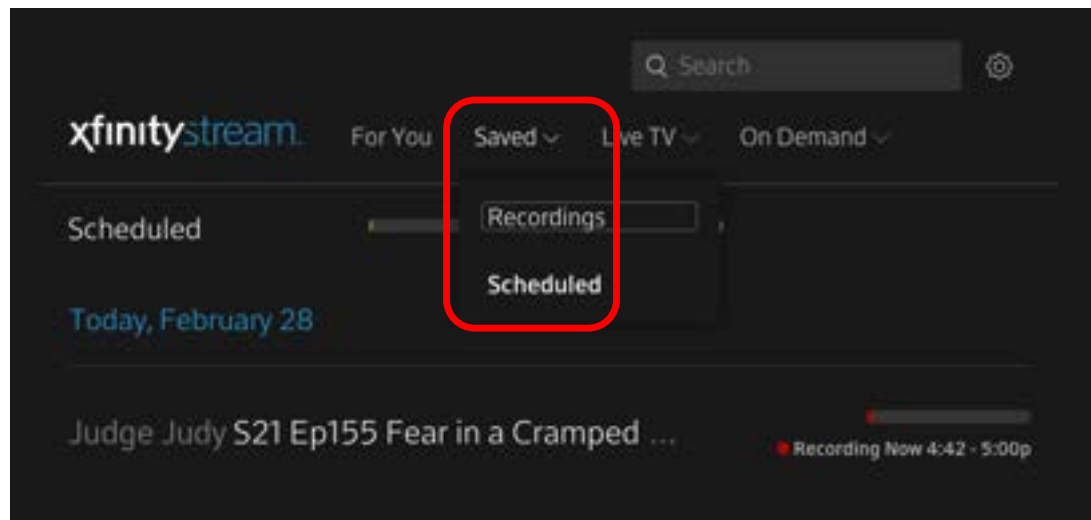 Search
xfinitystream.
For You Saved Live TV On Demand
Scheduled
Recordings
Scheduled
Today, February 28
Judge Judy S21 Ep155 Fear in a Cramped ...
Recording Now 4:42 - 5:00p